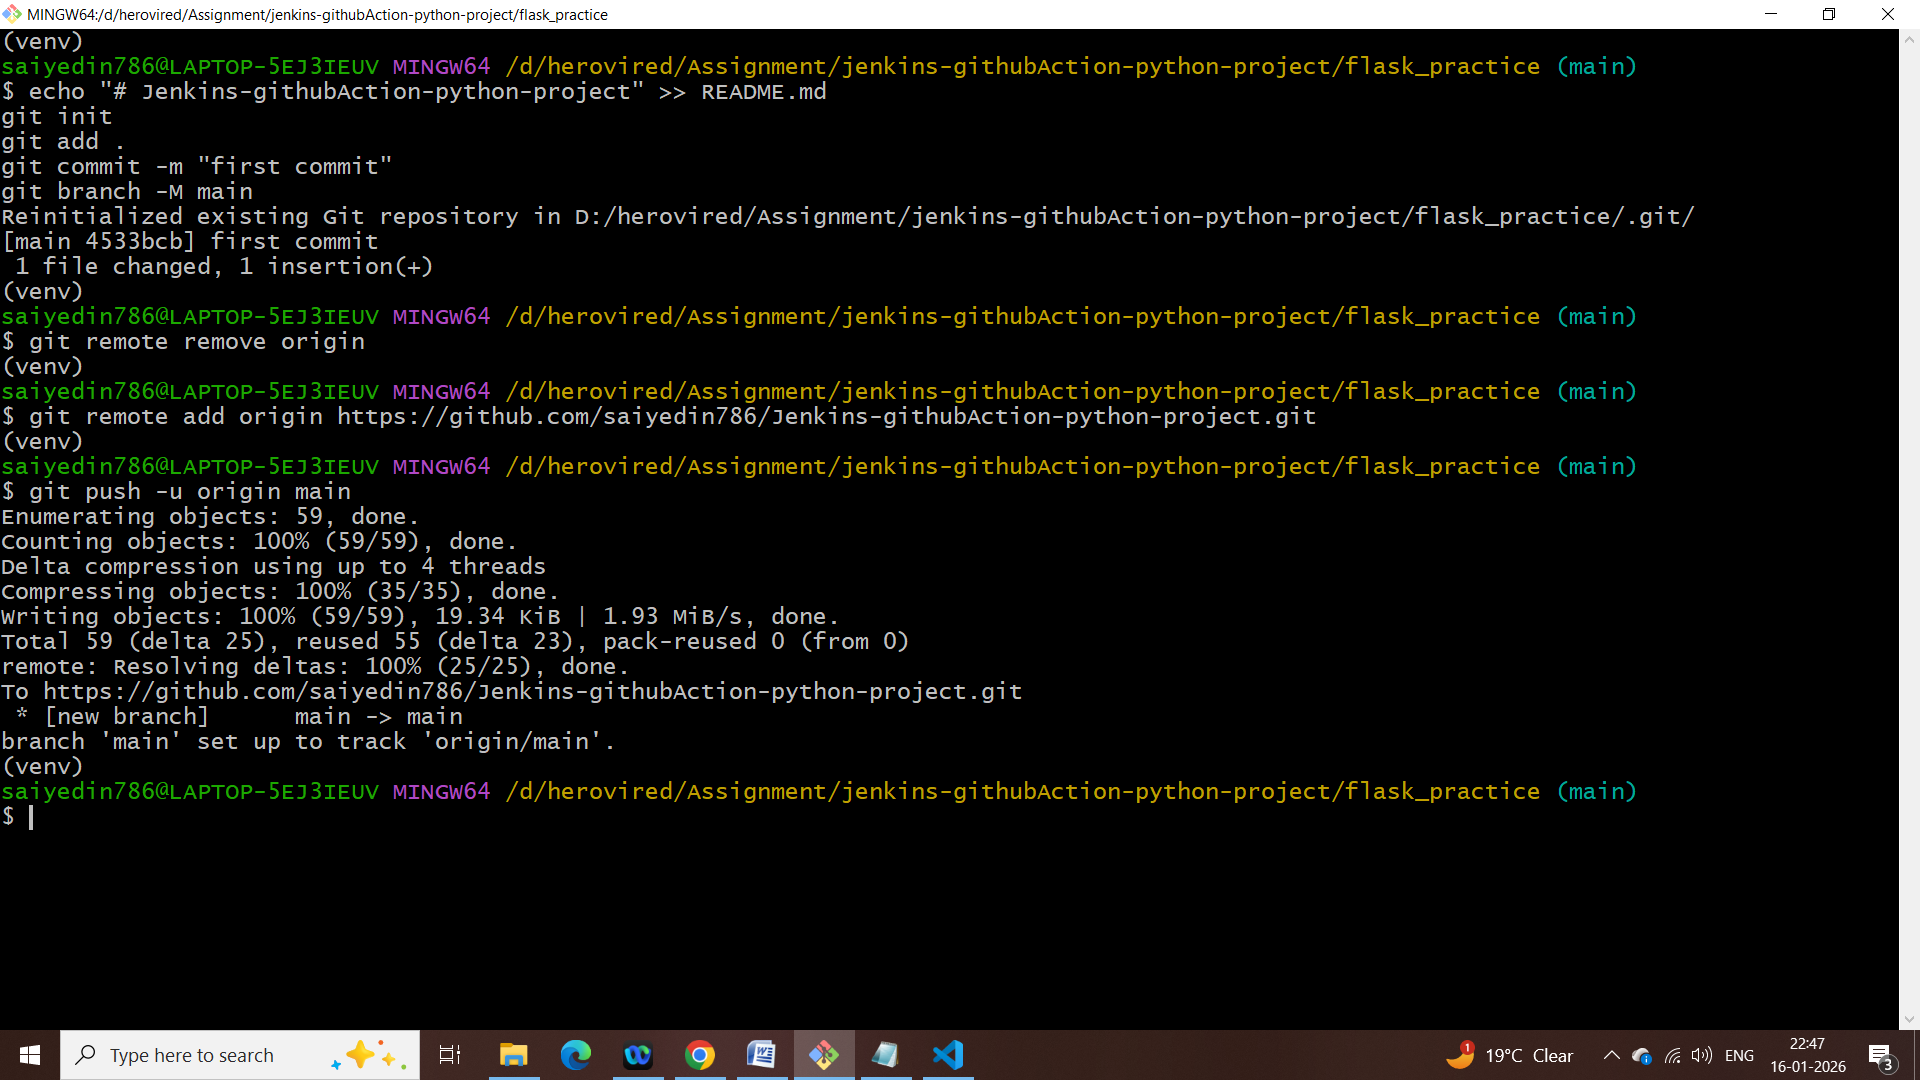 MINGW64:/d/herovired/Assignment/jenkins-githubAction-python-project/flask_practice
(venv)
saiyedin786@LAPTOP-5EJ3IEUV MINGW64 /d/herovired/Assignment/jenkins-githubAction-python-project/flask_practice (main)
$ echo "# Jenkins-githubAction-python-project" >> README.md
git init
git add .
git commit -m "first commit"
git branch -M main
Reinitialized existing Git repository in D:/herovired/Assignment/jenkins-githubAction-python-project/flask_practice/.git/
[main 4533bcb] first commit
 1 file changed, 1 insertion(+)
(venv)
saiyedin786@LAPTOP-5EJ3IEUV MINGW64 /d/herovired/Assignment/jenkins-githubAction-python-project/flask_practice (main)
$ git remote remove origin
(venv)
saiyedin786@LAPTOP-5EJ3IEUV MINGW64 /d/herovired/Assignment/jenkins-githubAction-python-project/flask_practice (main)
$ git remote add origin https://github.com/saiyedin786/Jenkins-githubAction-python-project.git
(venv)
saiyedin786@LAPTOP-5EJ3IEUV MINGW64 /d/herovired/Assignment/jenkins-githubAction-python-project/flask_practice (main)
$ git push -u origin main
Enumerating objects: 59, done.
Counting objects: 100% (59/59), done.
Delta compression using up to 4 threads
Compressing objects: 100% (35/35), done.
Writing objects: 100% (59/59), 19.34 KiB | 1.93 MiB/s, done.
Total 59 (delta 25), reused 55 (delta 23), pack-reused 0 (from 0)
remote: Resolving deltas: 100% (25/25), done.
To https://github.com/saiyedin786/Jenkins-githubAction-python-project.git
 * [new branch]      main -> main
branch 'main' set up to track 'origin/main'.
(venv)
saiyedin786@LAPTOP-5EJ3IEUV MINGW64 /d/herovired/Assignment/jenkins-githubAction-python-project/flask_practice (main)
$
Type here to search
1
19°C Clear
ENG
22:47
16-01-2026
3